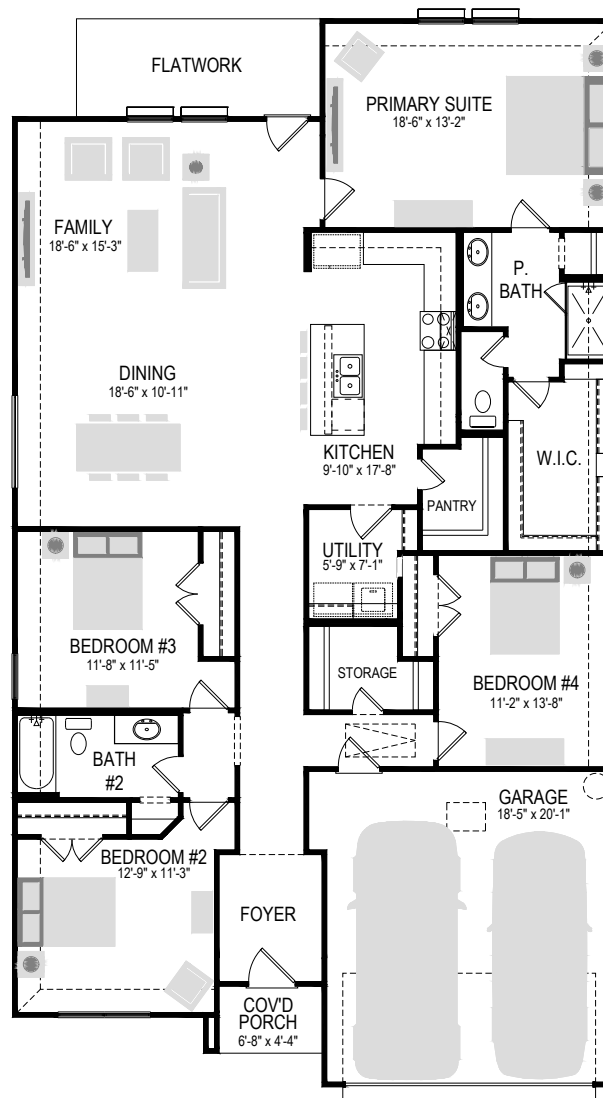 FLATWORK
PRIMARY SUITE
18'-6" x 13'-2"
FAMILY
18'-6" x 15'-3"
P.
BATH
DINING
18'-6" x 10'-11"
KITCHEN
9'-10" x 17'-8"
W.I.C.
PANTRY
UTILITY
5'-9" x 7'-1"
BEDROOM #3
11'-8" x 11'-5"
STORAGE
BEDROOM #4
11'-2" x 13'-8"
BATH
#2
GARAGE
18'-5" x 20'-1"
BEDROOM #2
12'-9" x 11'-3"
FOYER
COV'D
PORCH
6'-8" x 4'-4"